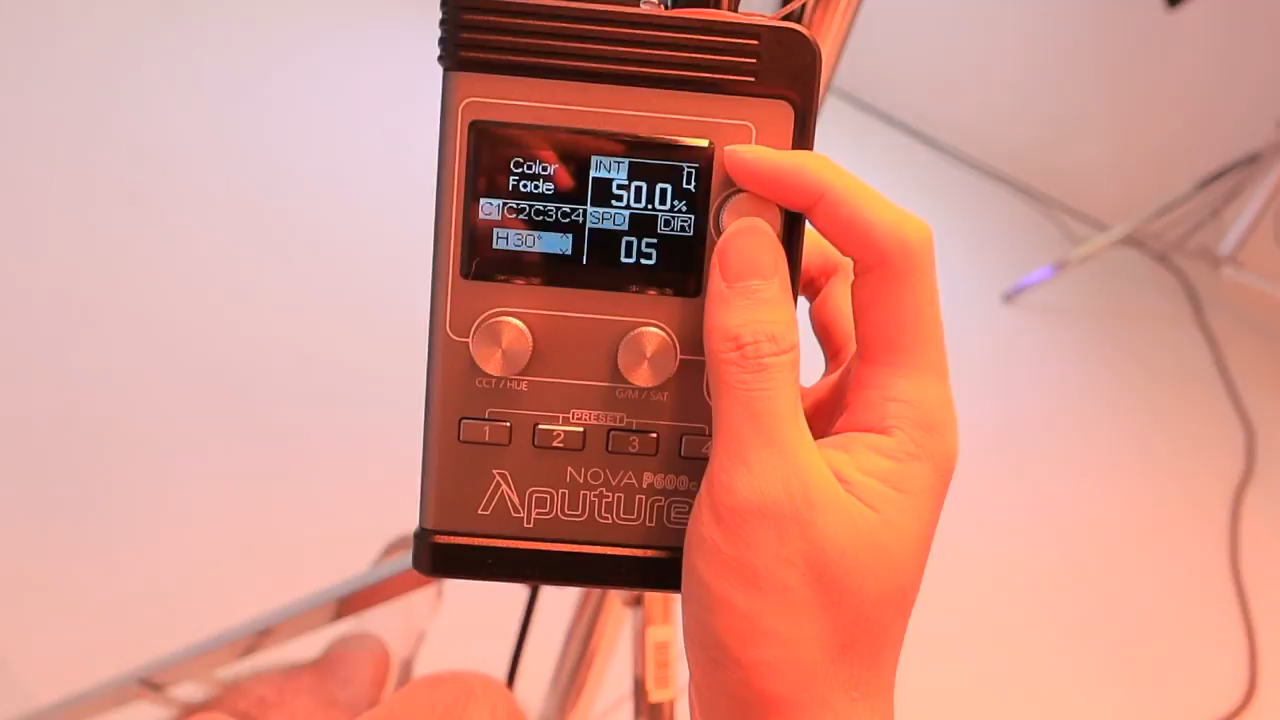 Color
Fade
INT
50.0%
C1 C2 C3 C4
SPD
DIR
H 30°
05
CCT / HUE
G/M / SAT
PRESET
1 2 3 4
NOVA P600c
Aputure